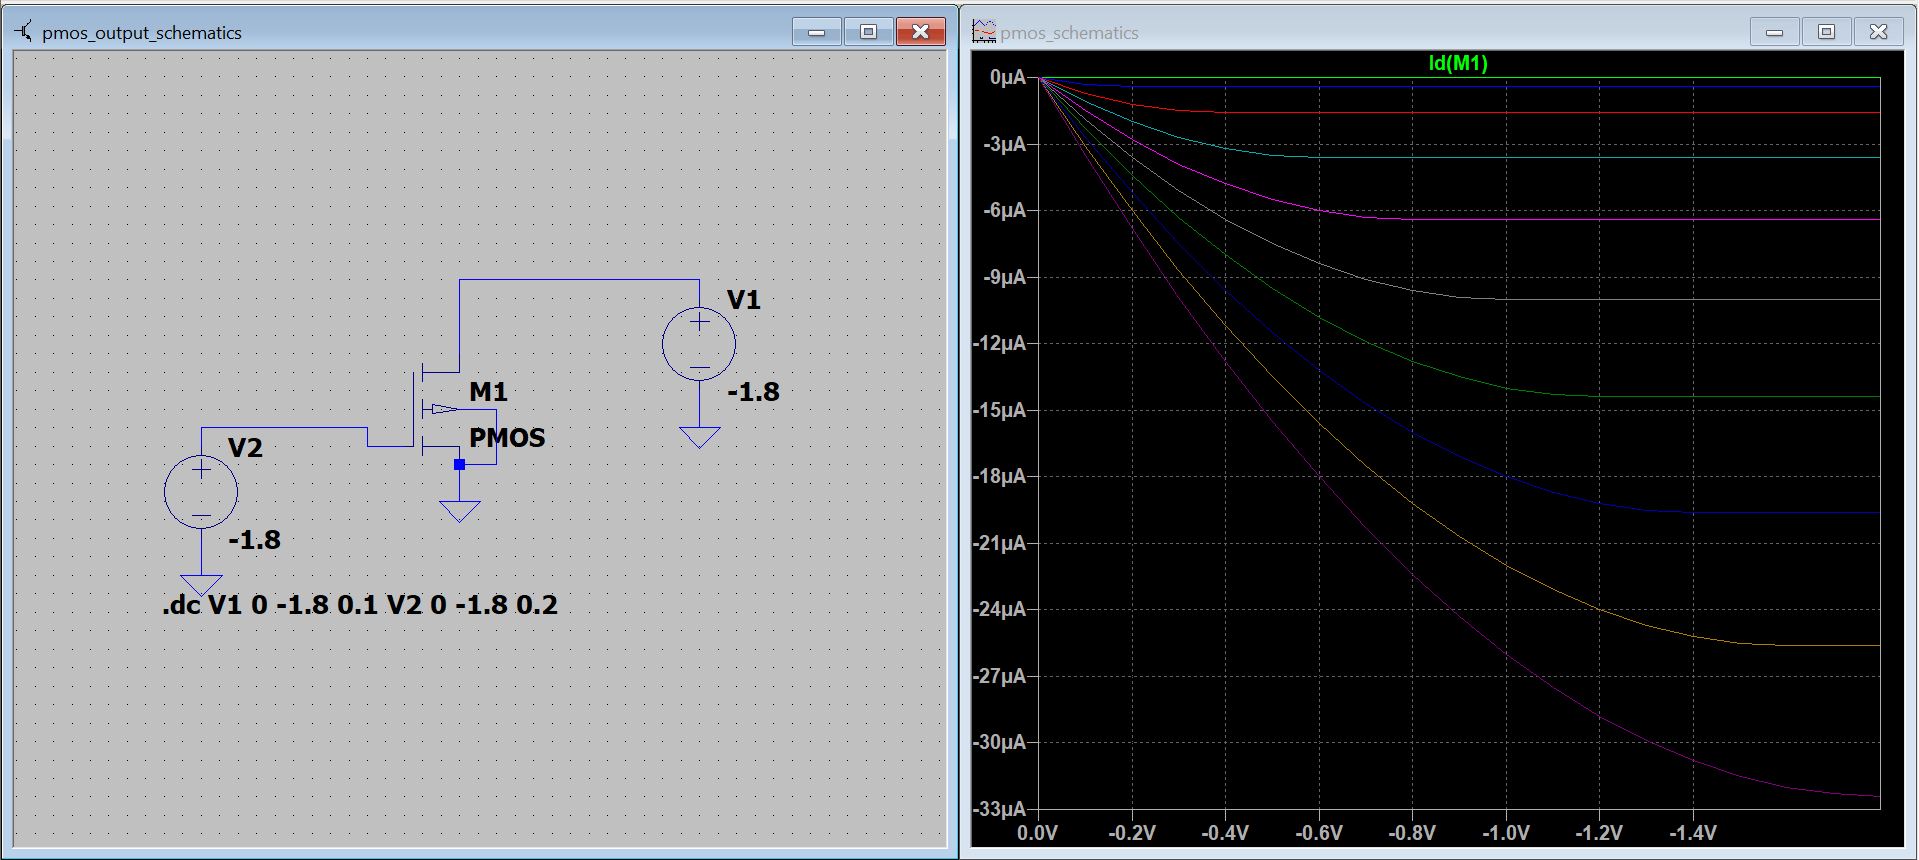 pmos_output_schematics
V1
-1.8
M1
PMOS
V2
-1.8
.dc V1 0 -1.8 0.1 V2 0 -1.8 0.2
pmos_schematics
Id(M1)
0µA
-3µA
-6µA
-9µA
-12µA
-15µA
-18µA
-21µA
-24µA
-27µA
-30µA
-33µA
0.0V -0.2V -0.4V -0.6V -0.8V -1.0V -1.2V -1.4V